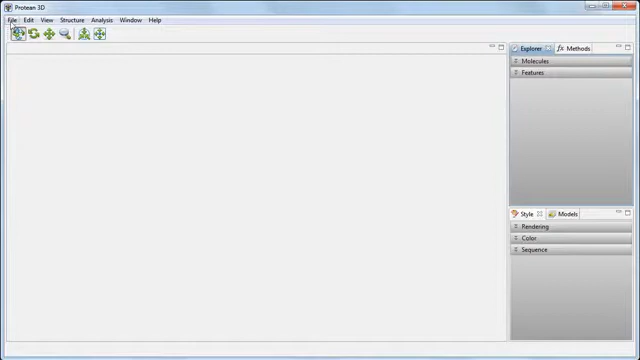 Protean 3D
File Edit View Structure Analysis Window Help
Explorer Methods
Molecules
Features
Style Models
Rendering
Color
Sequence